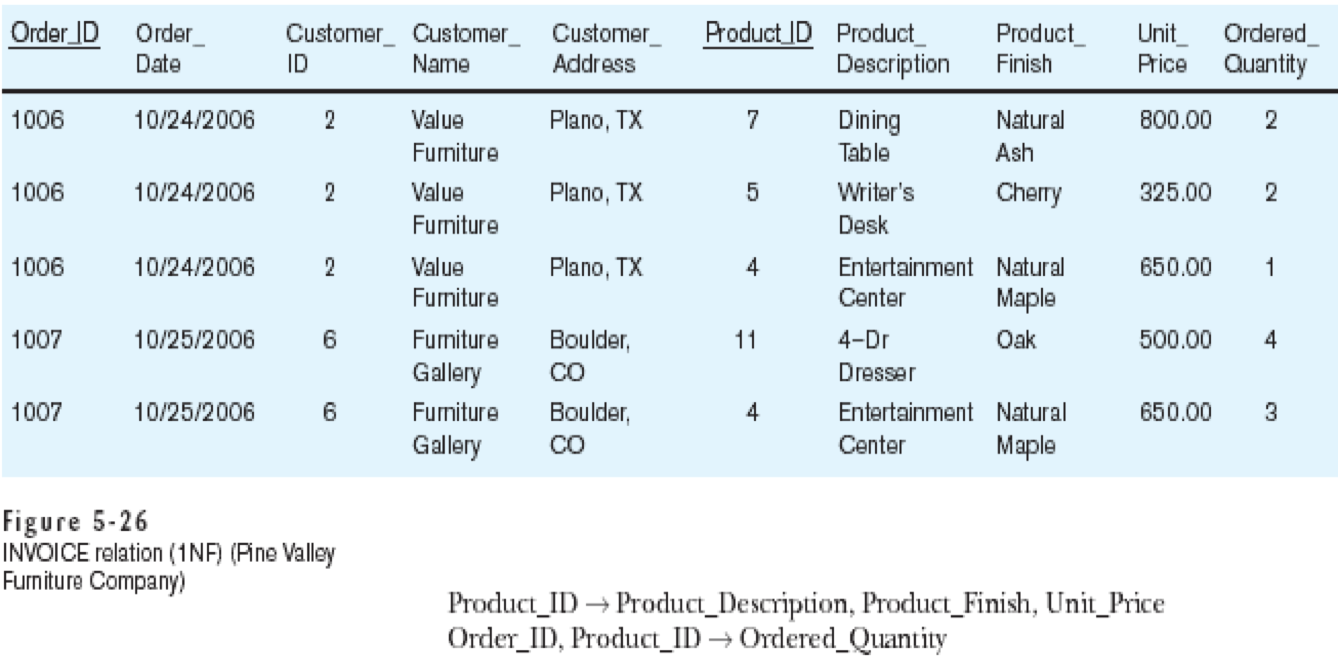 Order_ID Order_ Customer_ Customer_ Customer_ Product_ID Product_ Product_ Unit_ Ordered_
Date ID Name Address Description Finish Price Quantity
1006 10/24/2006 2 Value Plano, TX 7 Dining Natural 800.00 2
Furniture Table Ash
1006 10/24/2006 2 Value Plano, TX 5 Writer's Cherry 325.00 2
Furniture Desk
1006 10/24/2006 2 Value Plano, TX 4 Entertainment Natural 650.00 1
Furniture Center Maple
1007 10/25/2006 6 Furniture Boulder, 11 4–Dr Oak 500.00 4
Gallery CO Dresser
1007 10/25/2006 6 Furniture Boulder, 4 Entertainment Natural 650.00 3
Gallery CO Center Maple
Figure 5-26
INVOICE relation (1NF) (Pine Valley
Furniture Company)
Product_ID → Product_Description, Product_Finish, Unit_Price
Order_ID, Product_ID → Ordered_Quantity